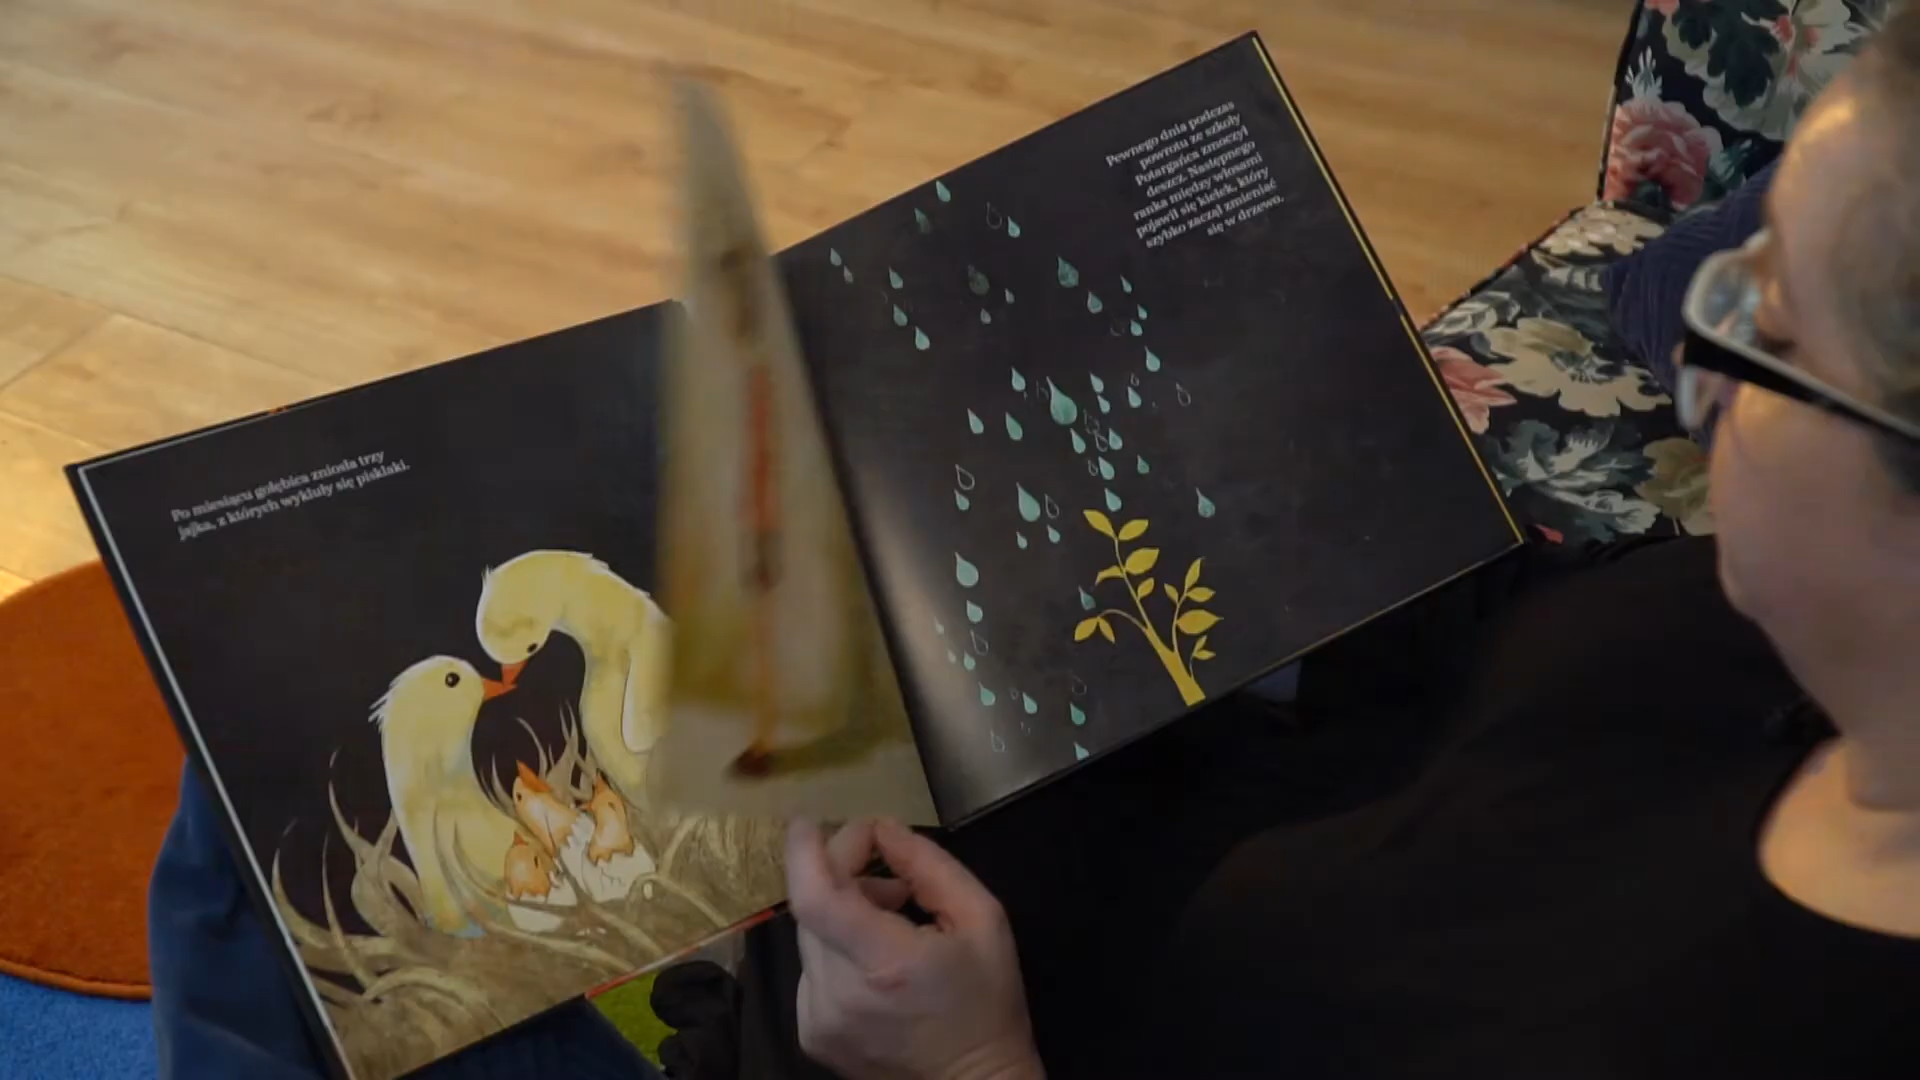 Po miesiącu gołębica zniosła trzy
jajka, z których wykluły się pisklaki.
Pewnego dnia podczas
powrotu ze szkoły
Potargańca zmoczył
deszcz. Następnego
ranka między włosami
pojawił się kiełek, który
szybko zaczął zmieniać
się w drzewo.